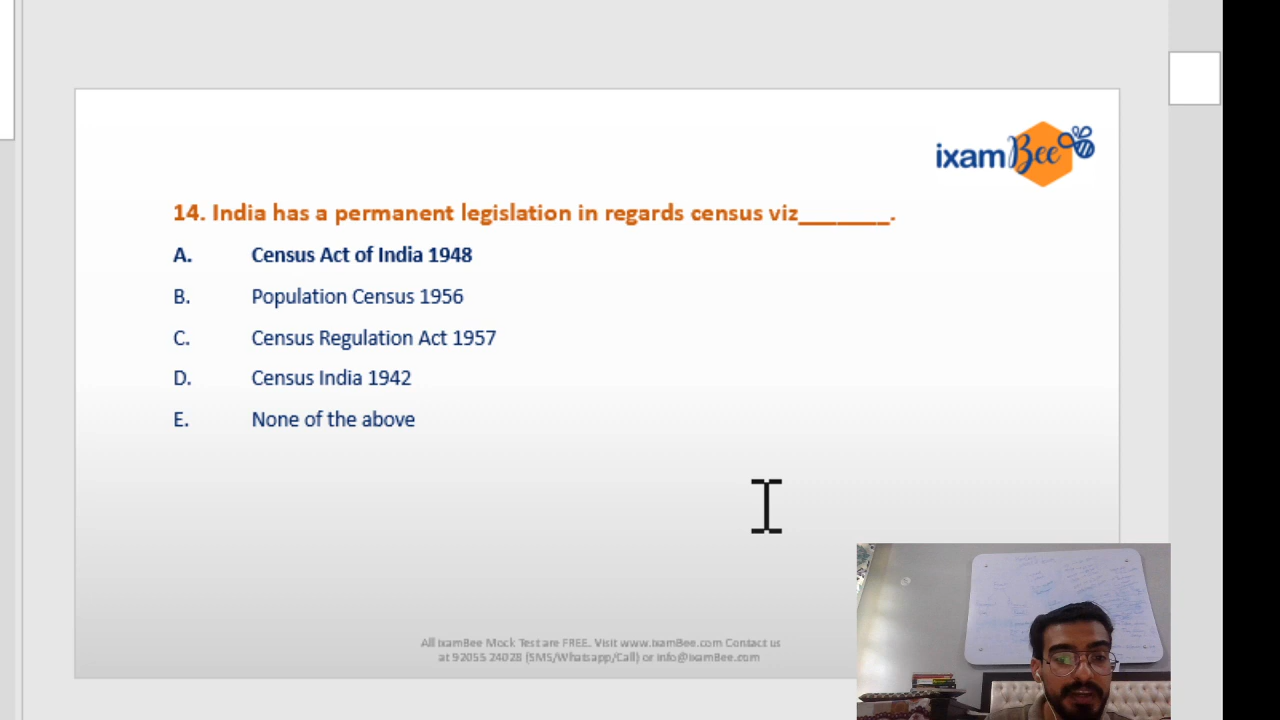 ixamBee
14. India has a permanent legislation in regards census viz_______.
A. Census Act of India 1948
B. Population Census 1956
C. Census Regulation Act 1957
D. Census India 1942
E. None of the above
All ixamBee Mock Test are FREE. Visit www.ixamBee.com Contact us
at 92055 24028 (SMS/Whatsapp/Call) or info@ixamBee.com